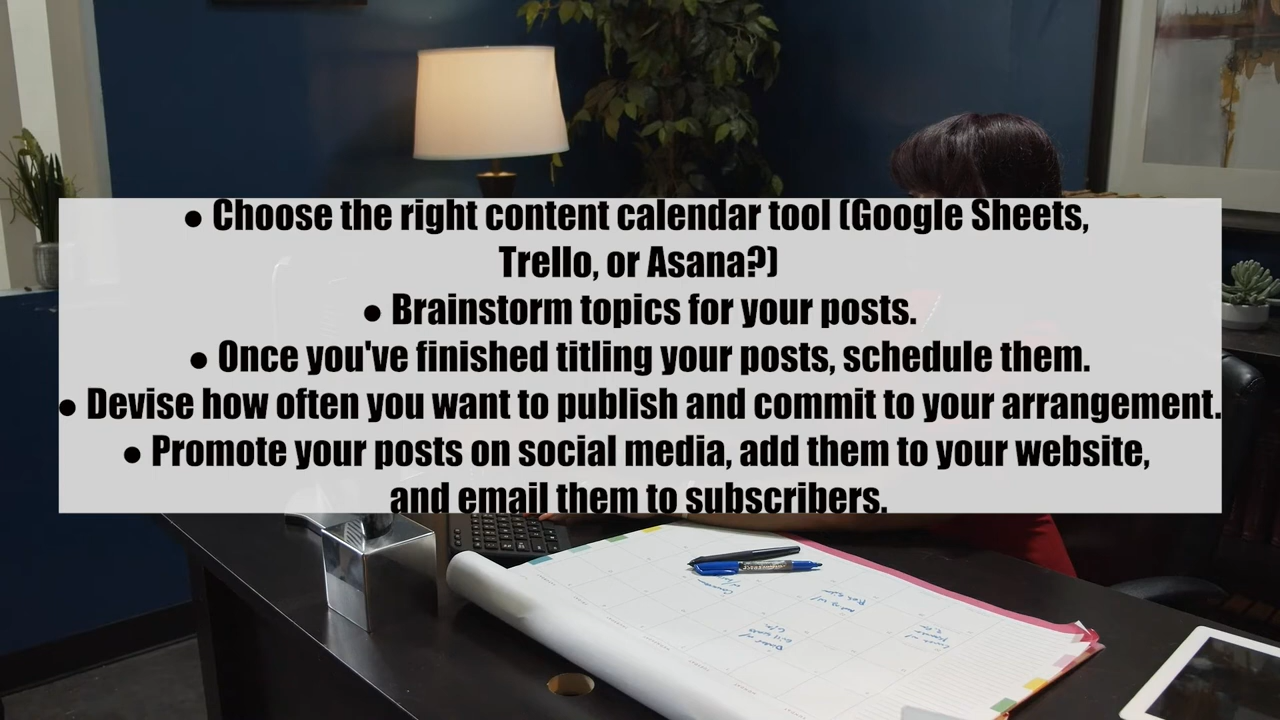 ● Choose the right content calendar tool (Google Sheets,
Trello, or Asana?)
● Brainstorm topics for your posts.
● Once you've finished titling your posts, schedule them.
● Devise how often you want to publish and commit to your arrangement.
● Promote your posts on social media, add them to your website,
and email them to subscribers.